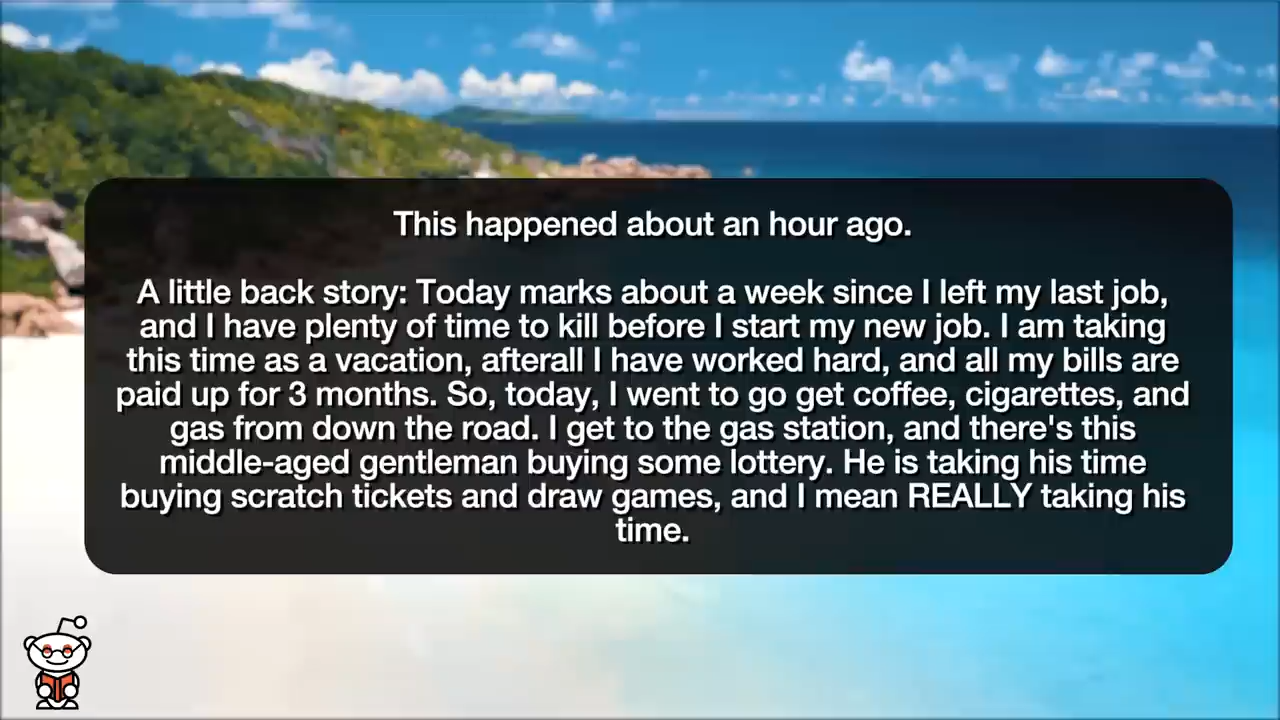 This happened about an hour ago.
A little back story: Today marks about a week since I left my last job,
and I have plenty of time to kill before I start my new job. I am taking
this time as a vacation, afterall I have worked hard, and all my bills are
paid up for 3 months. So, today, I went to go get coffee, cigarettes, and
gas from down the road. I get to the gas station, and there's this
middle-aged gentleman buying some lottery. He is taking his time
buying scratch tickets and draw games, and I mean REALLY taking his
time.